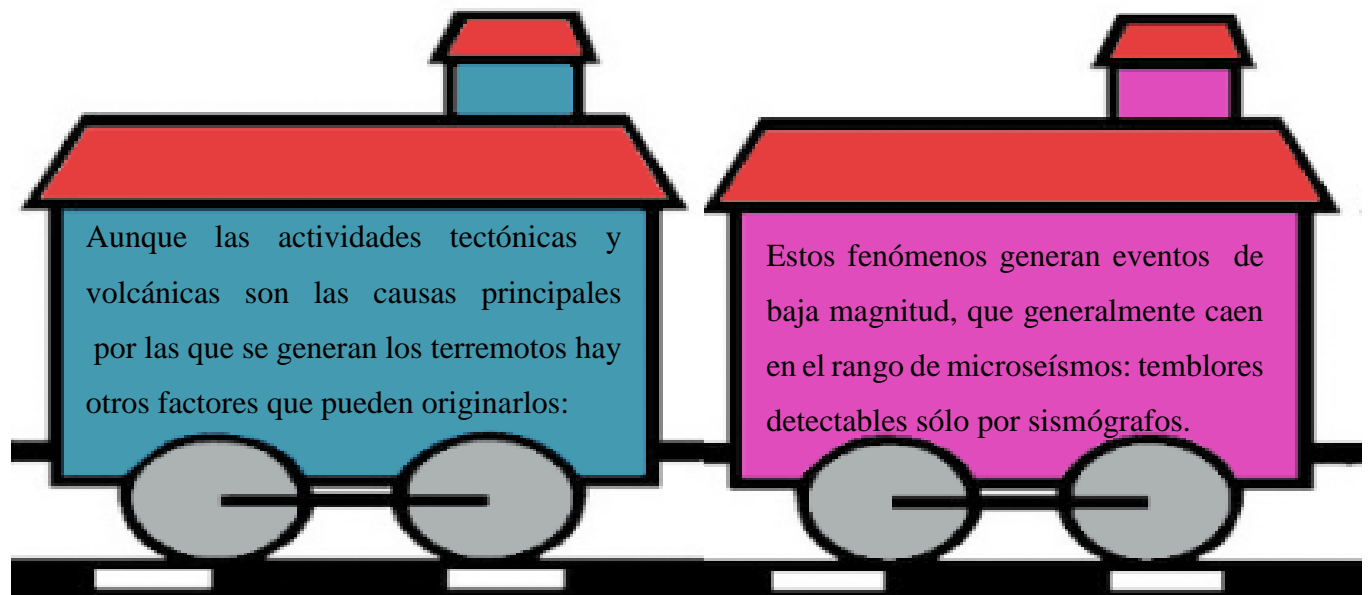 Aunque las actividades tectónicas y
volcánicas son las causas principales
por las que se generan los terremotos hay
otros factores que pueden originarlos:
Estos fenómenos generan eventos de
baja magnitud, que generalmente caen
en el rango de microseísmos: temblores
detectables sólo por sismógrafos.